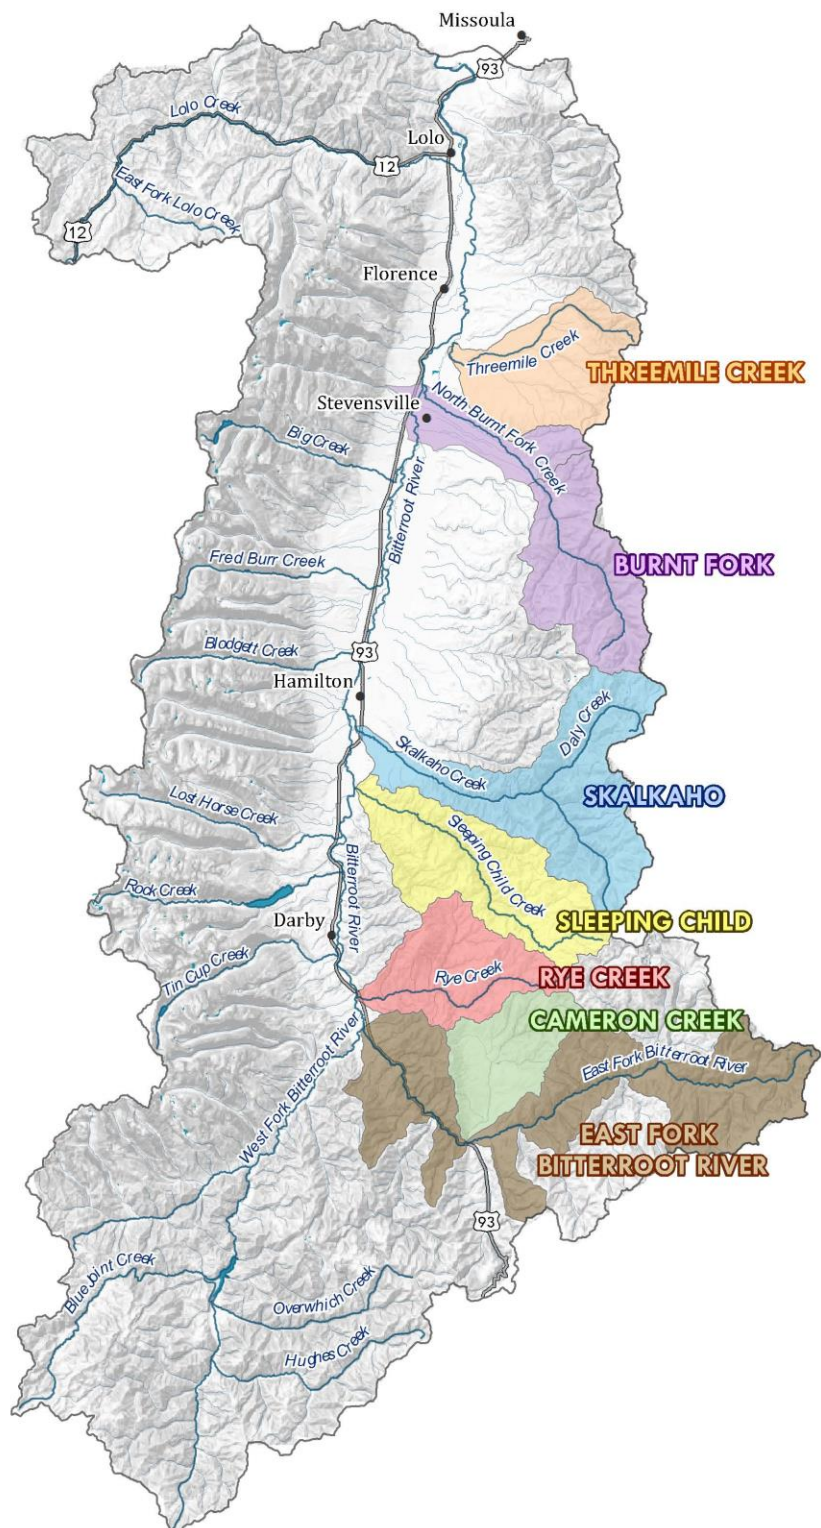 Missoula
93
Lolo Creek
Lolo
12
East Fork Lolo Creek
12
Florence
Threemile Creek
THREEMILE CREEK
North Burnt Fork Creek
Stevensville
Big Creek
Bitterroot River
Fred Burr Creek
BURNT FORK
Blodgett Creek
93
Hamilton
Daly Creek
Skalkaho Creek
SKALKAHO
Lost Horse Creek
Sleeping Child Creek
Bitterroot River
Rock Creek
Darby
SLEEPING CHILD
Tin Cup Creek
Rye Creek
RYE CREEK
CAMERON CREEK
West Fork Bitterroot River
East Fork Bitterroot River
EAST FORK
BITTERROOT RIVER
93
Blue Joint Creek
Overwhich Creek
Hughes Creek